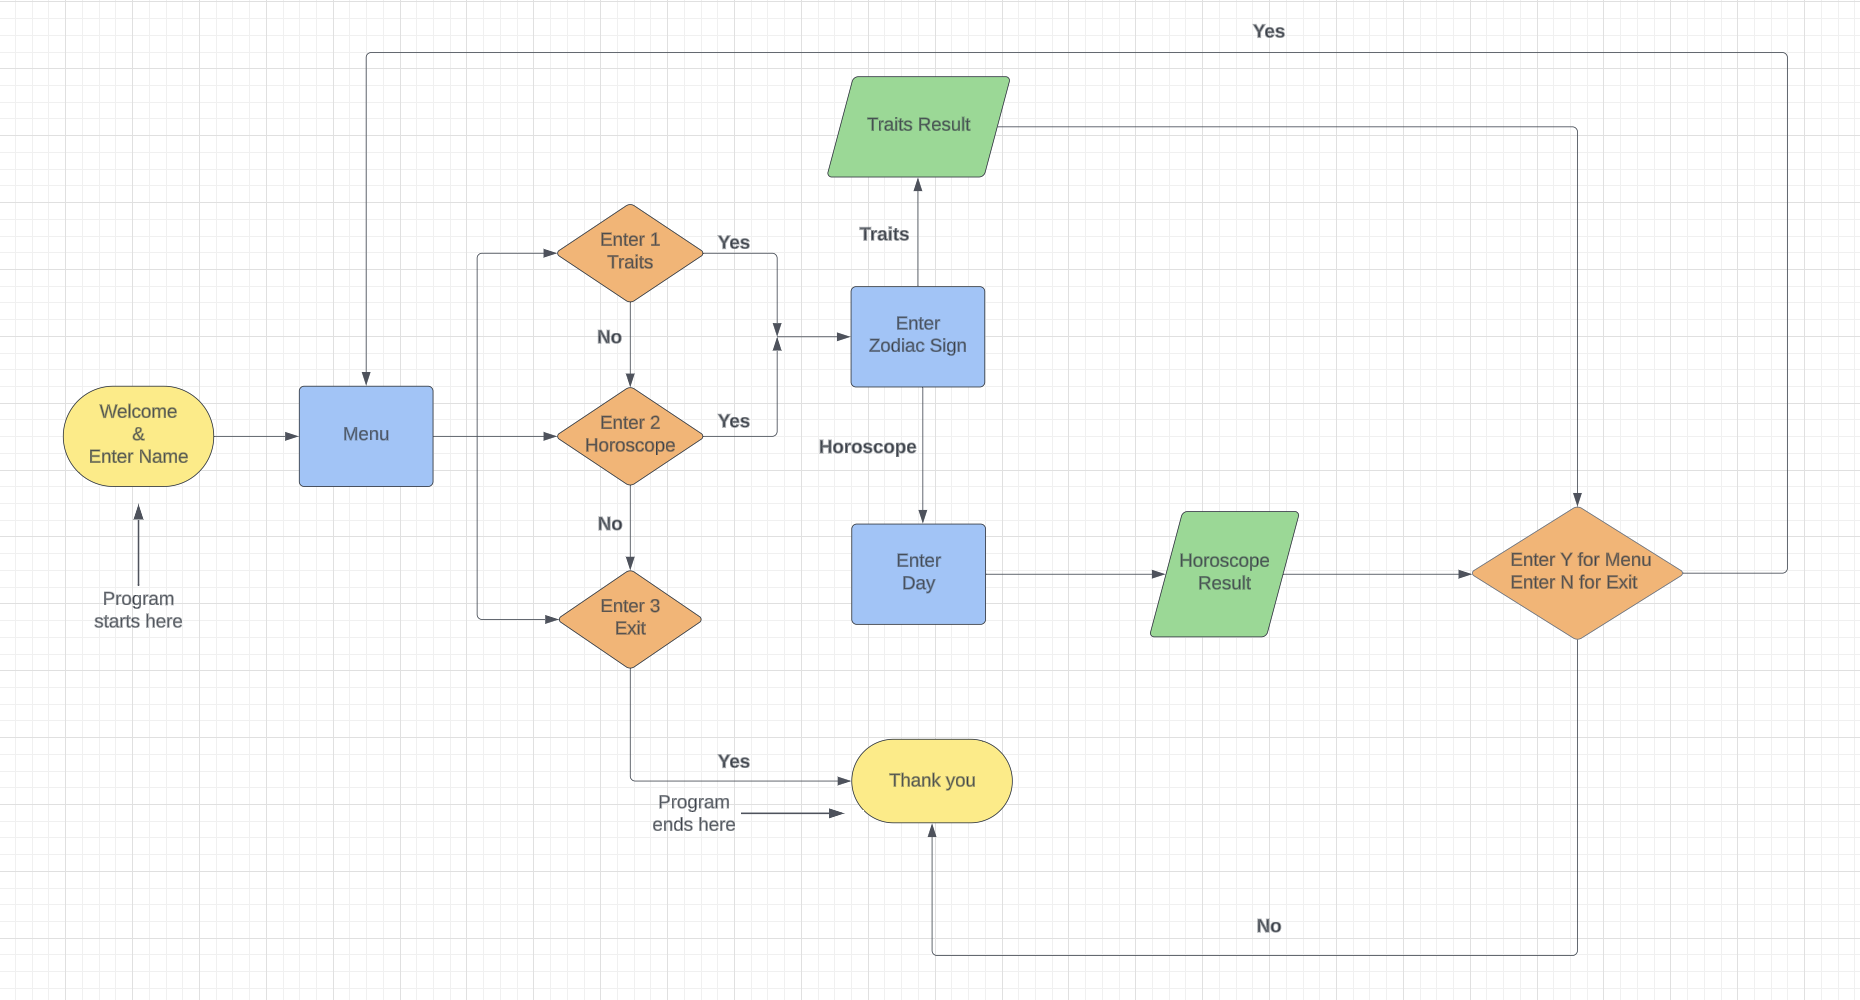 Yes
Traits Result
Traits
Enter 1
Traits
Yes
No
Enter
Zodiac Sign
Welcome
&
Enter Name
Menu
Enter 2
Horoscope
Yes
Horoscope
No
Program
starts here
Enter 3
Exit
Enter
Day
Horoscope
Result
Enter Y for Menu
Enter N for Exit
Yes
Thank you
Program
ends here
No